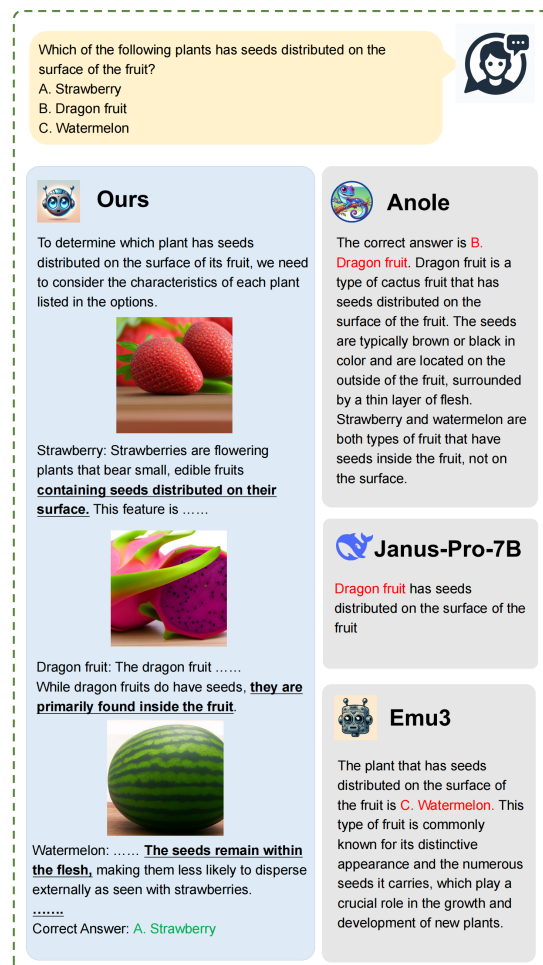 Which of the following plants has seeds distributed on the
surface of the fruit?
A. Strawberry
B. Dragon fruit
C. Watermelon
Ours
To determine which plant has seeds
distributed on the surface of its fruit, we need
to consider the characteristics of each plant
listed in the options.
Strawberry: Strawberries are flowering
plants that bear small, edible fruits
containing seeds distributed on their
surface. This feature is ……
Dragon fruit: The dragon fruit ……
While dragon fruits do have seeds, they are
primarily found inside the fruit.
Watermelon: …… The seeds remain within
the flesh, making them less likely to disperse
externally as seen with strawberries.
…….
Correct Answer: A. Strawberry
Anole
The correct answer is B.
Dragon fruit. Dragon fruit is a
type of cactus fruit that has
seeds distributed on the
surface of the fruit. The seeds
are typically brown or black in
color and are located on the
outside of the fruit, surrounded
by a thin layer of flesh.
Strawberry and watermelon are
both types of fruit that have
seeds inside the fruit, not on
the surface.
Janus-Pro-7B
Dragon fruit has seeds
distributed on the surface of the
fruit
Emu3
The plant that has seeds
distributed on the surface of
the fruit is C. Watermelon. This
type of fruit is commonly
known for its distinctive
appearance and the numerous
seeds it carries, which play a
crucial role in the growth and
development of new plants.